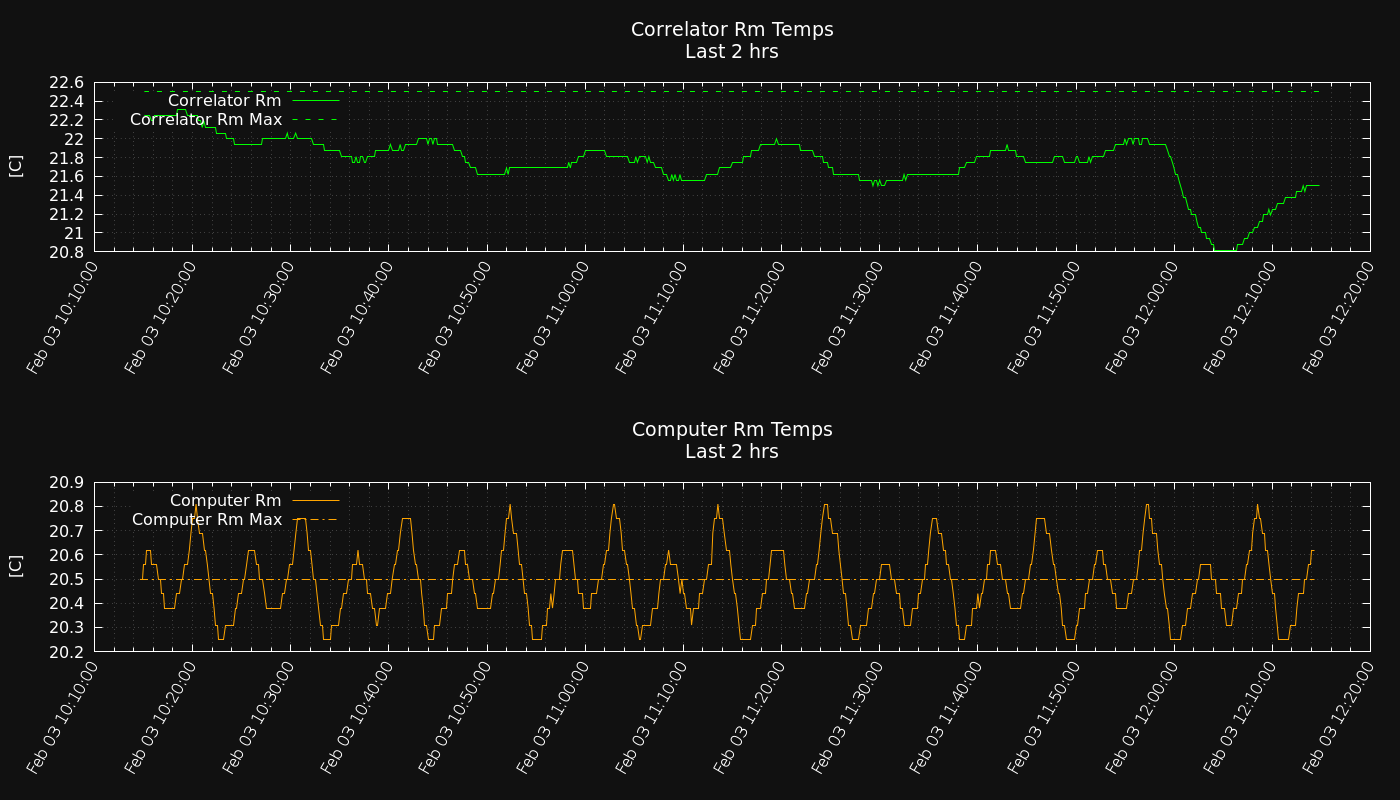 Correlator Rm Temps
Last 2 hrs
22.6
22.4
22.2
22
21.8
21.6
21.4
21.2
21
20.8
[C]
Correlator Rm
Correlator Rm Max
Feb 03 10:10:00
Feb 03 10:20:00
Feb 03 10:30:00
Feb 03 10:40:00
Feb 03 10:50:00
Feb 03 11:00:00
Feb 03 11:10:00
Feb 03 11:20:00
Feb 03 11:30:00
Feb 03 11:40:00
Feb 03 11:50:00
Feb 03 12:00:00
Feb 03 12:10:00
Feb 03 12:20:00
Computer Rm Temps
Last 2 hrs
20.9
20.8
20.7
20.6
20.5
20.4
20.3
20.2
[C]
Computer Rm
Computer Rm Max
Feb 03 10:10:00
Feb 03 10:20:00
Feb 03 10:30:00
Feb 03 10:40:00
Feb 03 10:50:00
Feb 03 11:00:00
Feb 03 11:10:00
Feb 03 11:20:00
Feb 03 11:30:00
Feb 03 11:40:00
Feb 03 11:50:00
Feb 03 12:00:00
Feb 03 12:10:00
Feb 03 12:20:00